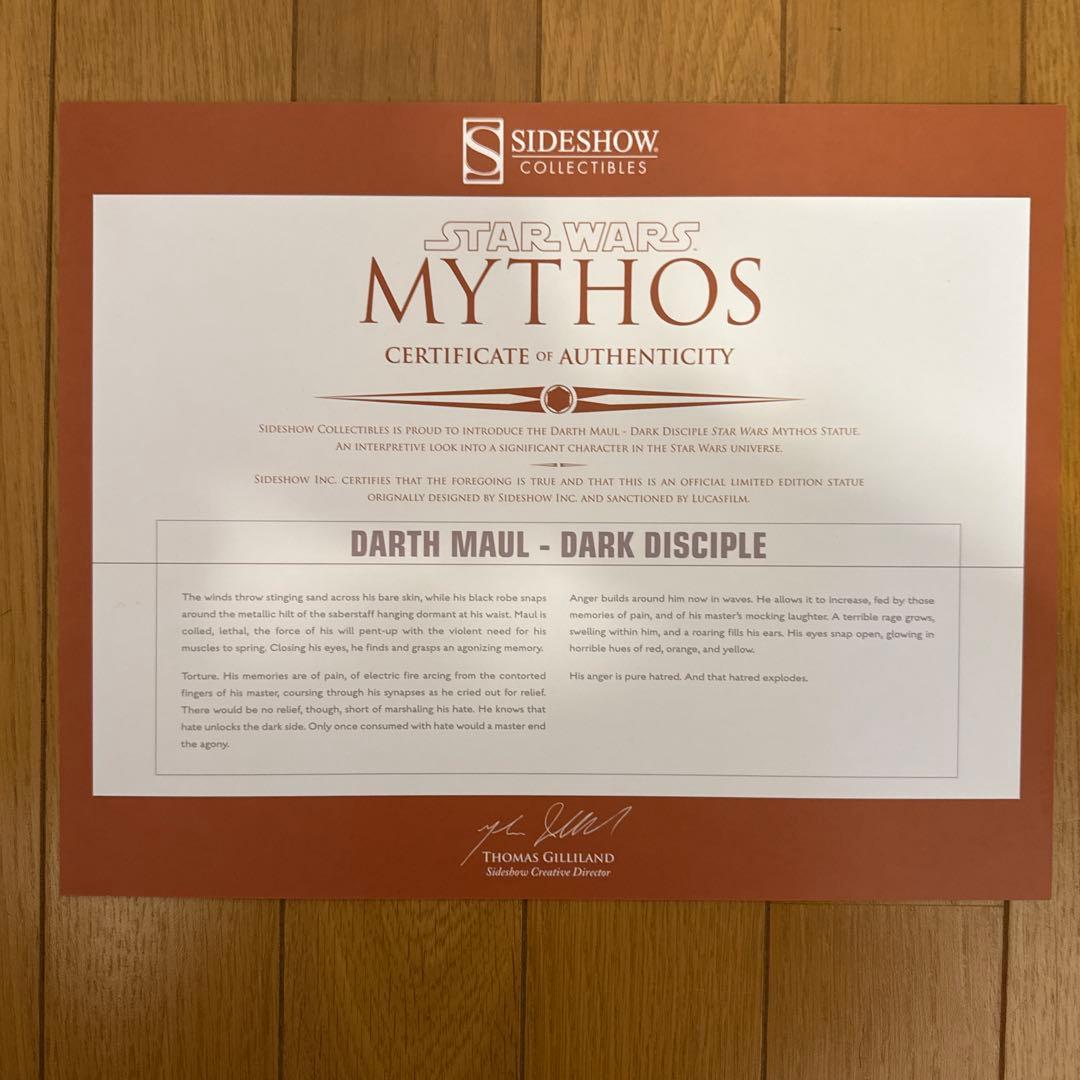 SIDESHOW®
COLLECTIBLES
STAR WARS™
MYTHOS
CERTIFICATE OF AUTHENTICITY
SIDESHOW COLLECTIBLES IS PROUD TO INTRODUCE THE DARTH MAUL - DARK DISCIPLE STAR WARS MYTHOS STATUE.
AN INTERPRETIVE LOOK INTO A SIGNIFICANT CHARACTER IN THE STAR WARS UNIVERSE.
SIDESHOW INC. CERTIFIES THAT THE FOREGOING IS TRUE AND THAT THIS IS AN OFFICIAL LIMITED EDITION STATUE
ORIGNALLY DESIGNED BY SIDESHOW INC. AND SANCTIONED BY LUCASFILM.
DARTH MAUL - DARK DISCIPLE
The winds throw stinging sand across his bare skin, while his black robe snaps
around the metallic hilt of the saberstaff hanging dormant at his waist. Maul is
coiled, lethal, the force of his will pent-up with the violent need for his
muscles to spring. Closing his eyes, he finds and grasps an agonizing memory.
Torture. His memories are of pain, of electric fire arcing from the contorted
fingers of his master, coursing through his synapses as he cried out for relief.
There would be no relief, though, short of marshaling his hate. He knows that
hate unlocks the dark side. Only once consumed with hate would a master end
the agony.
Anger builds around him now in waves. He allows it to increase, fed by those
memories of pain, and of his master's mocking laughter. A terrible rage grows,
swelling within him, and a roaring fills his ears. His eyes snap open, glowing in
horrible hues of red, orange, and yellow.
His anger is pure hatred. And that hatred explodes.
THOMAS GILLILAND
Sideshow Creative Director